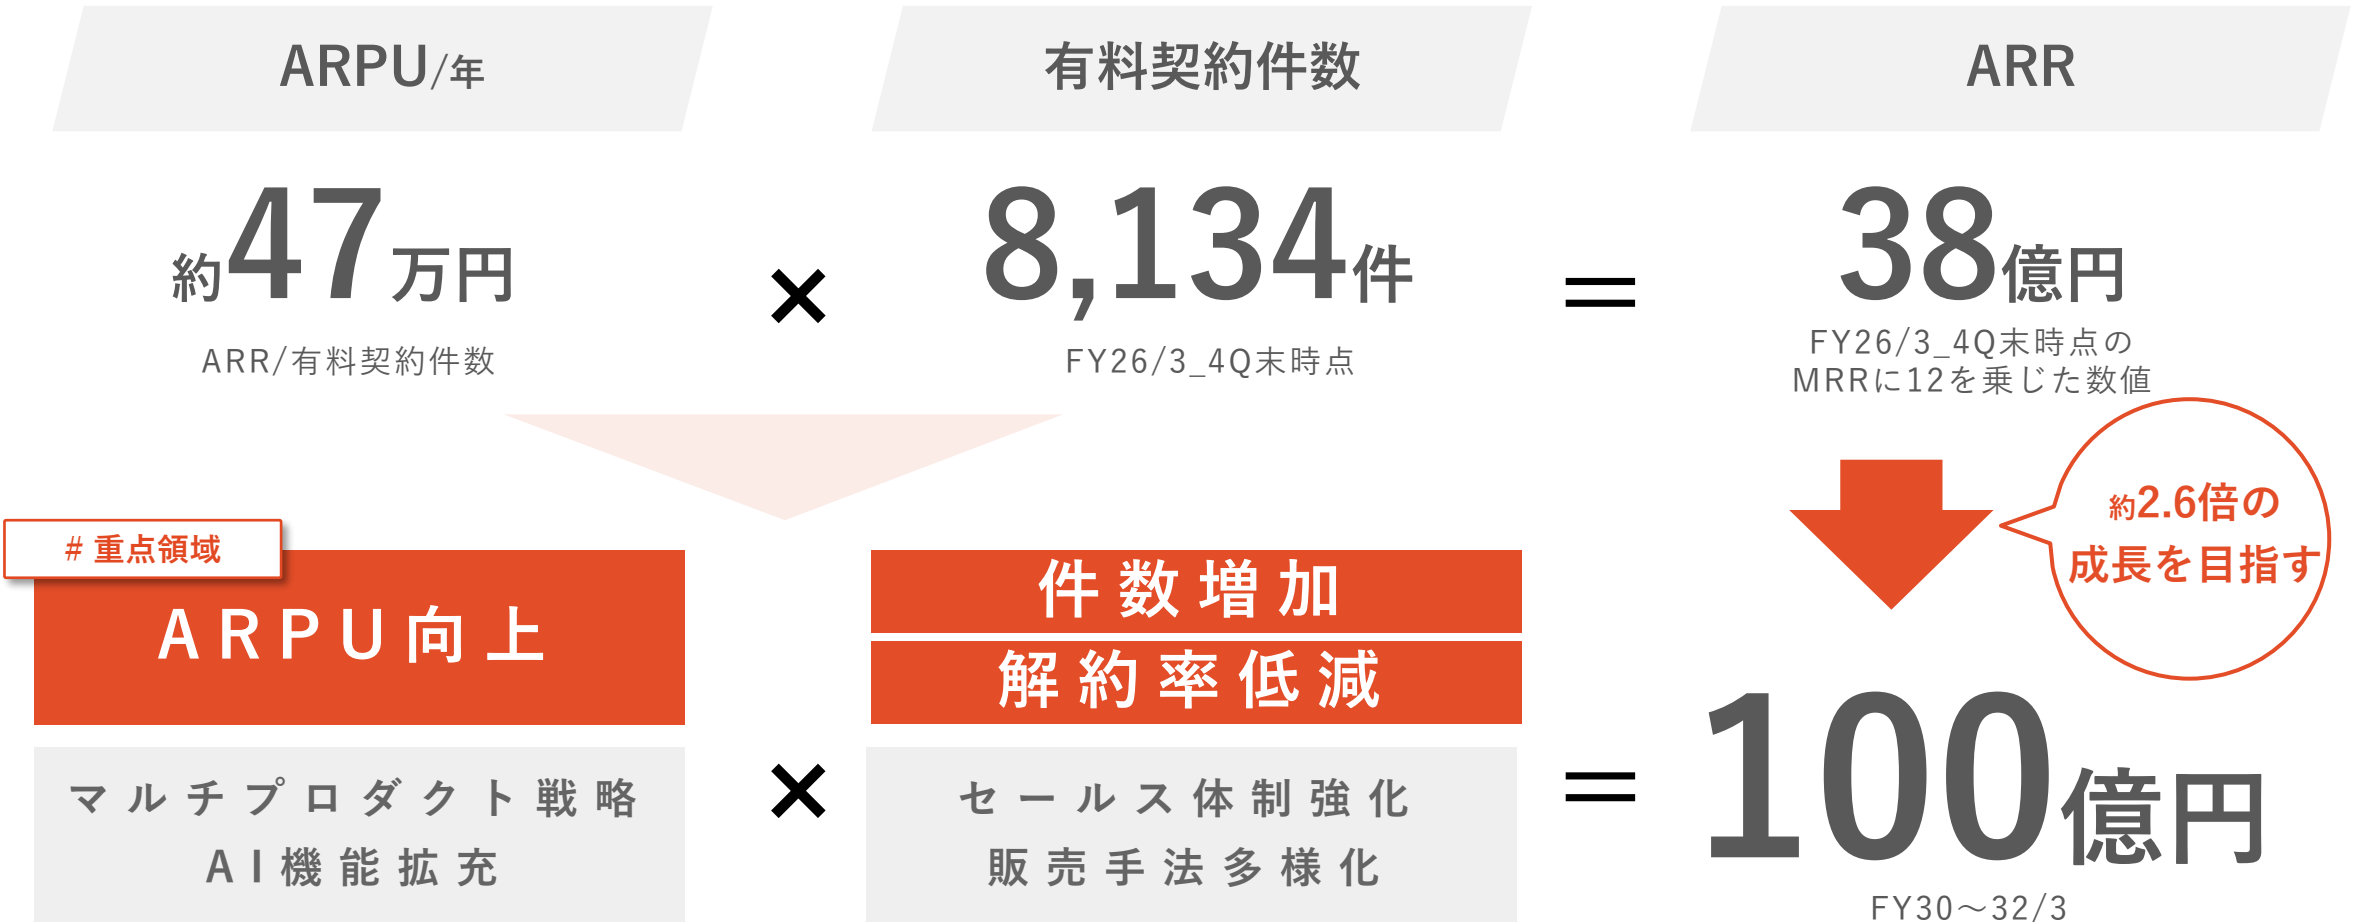 ARPU/年
有料契約件数
ARR
約47万円
×
8,134件
=
38億円
ARR/有料契約件数
FY26/3_4Q末時点
FY26/3_4Q末時点の
MRRに12を乗じた数値
約2.6倍の
成長を目指す
# 重点領域
ARPU向上
件数増加
解約率低減
マルチプロダクト戦略
AI機能拡充
×
セールス体制強化
販売手法多様化
=
100億円
FY30～32/3